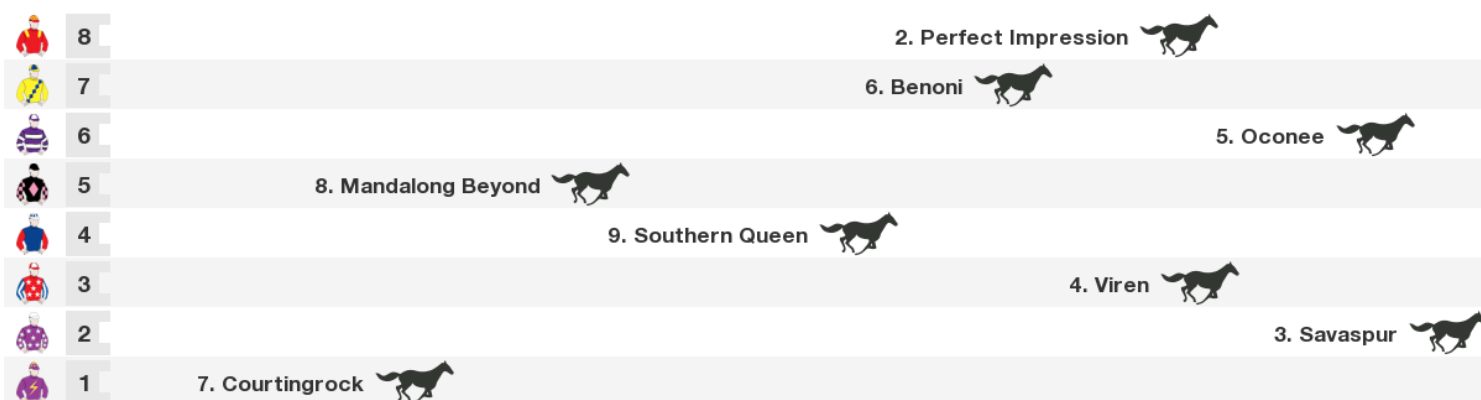 8 2. Perfect Impression
7 6. Benoni
6 5. Oconee
5 8. Mandalong Beyond
4 9. Southern Queen
3 4. Viren
2 3. Savaspur
1 7. Courtingrock